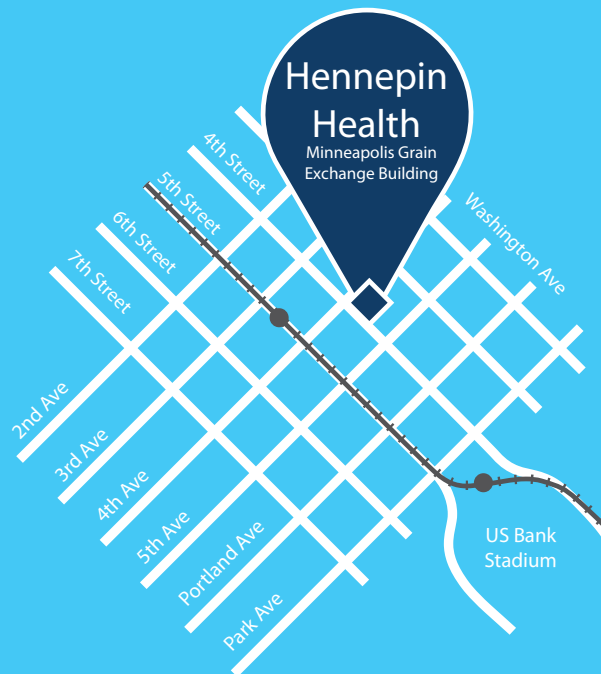 Hennepin
Health
Minneapolis Grain
Exchange Building
4th Street
5th Street
6th Street
7th Street
Washington Ave
2nd Ave
3rd Ave
4th Ave
5th Ave
Portland Ave
Park Ave
US Bank
Stadium